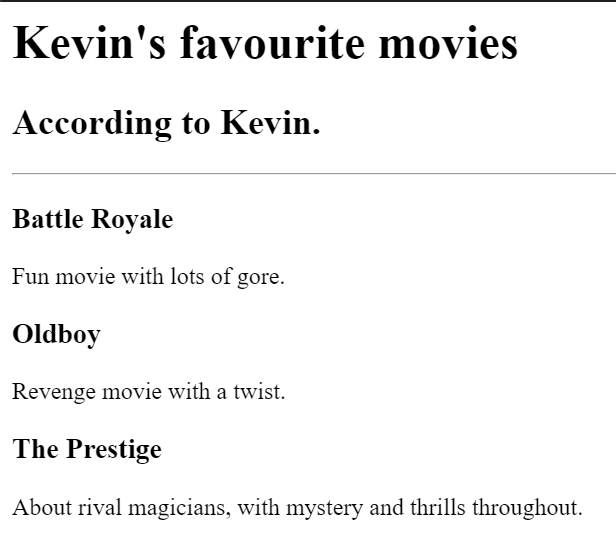 Kevin's favourite movies
According to Kevin.
Battle Royale
Fun movie with lots of gore.
Oldboy
Revenge movie with a twist.
The Prestige
About rival magicians, with mystery and thrills throughout.